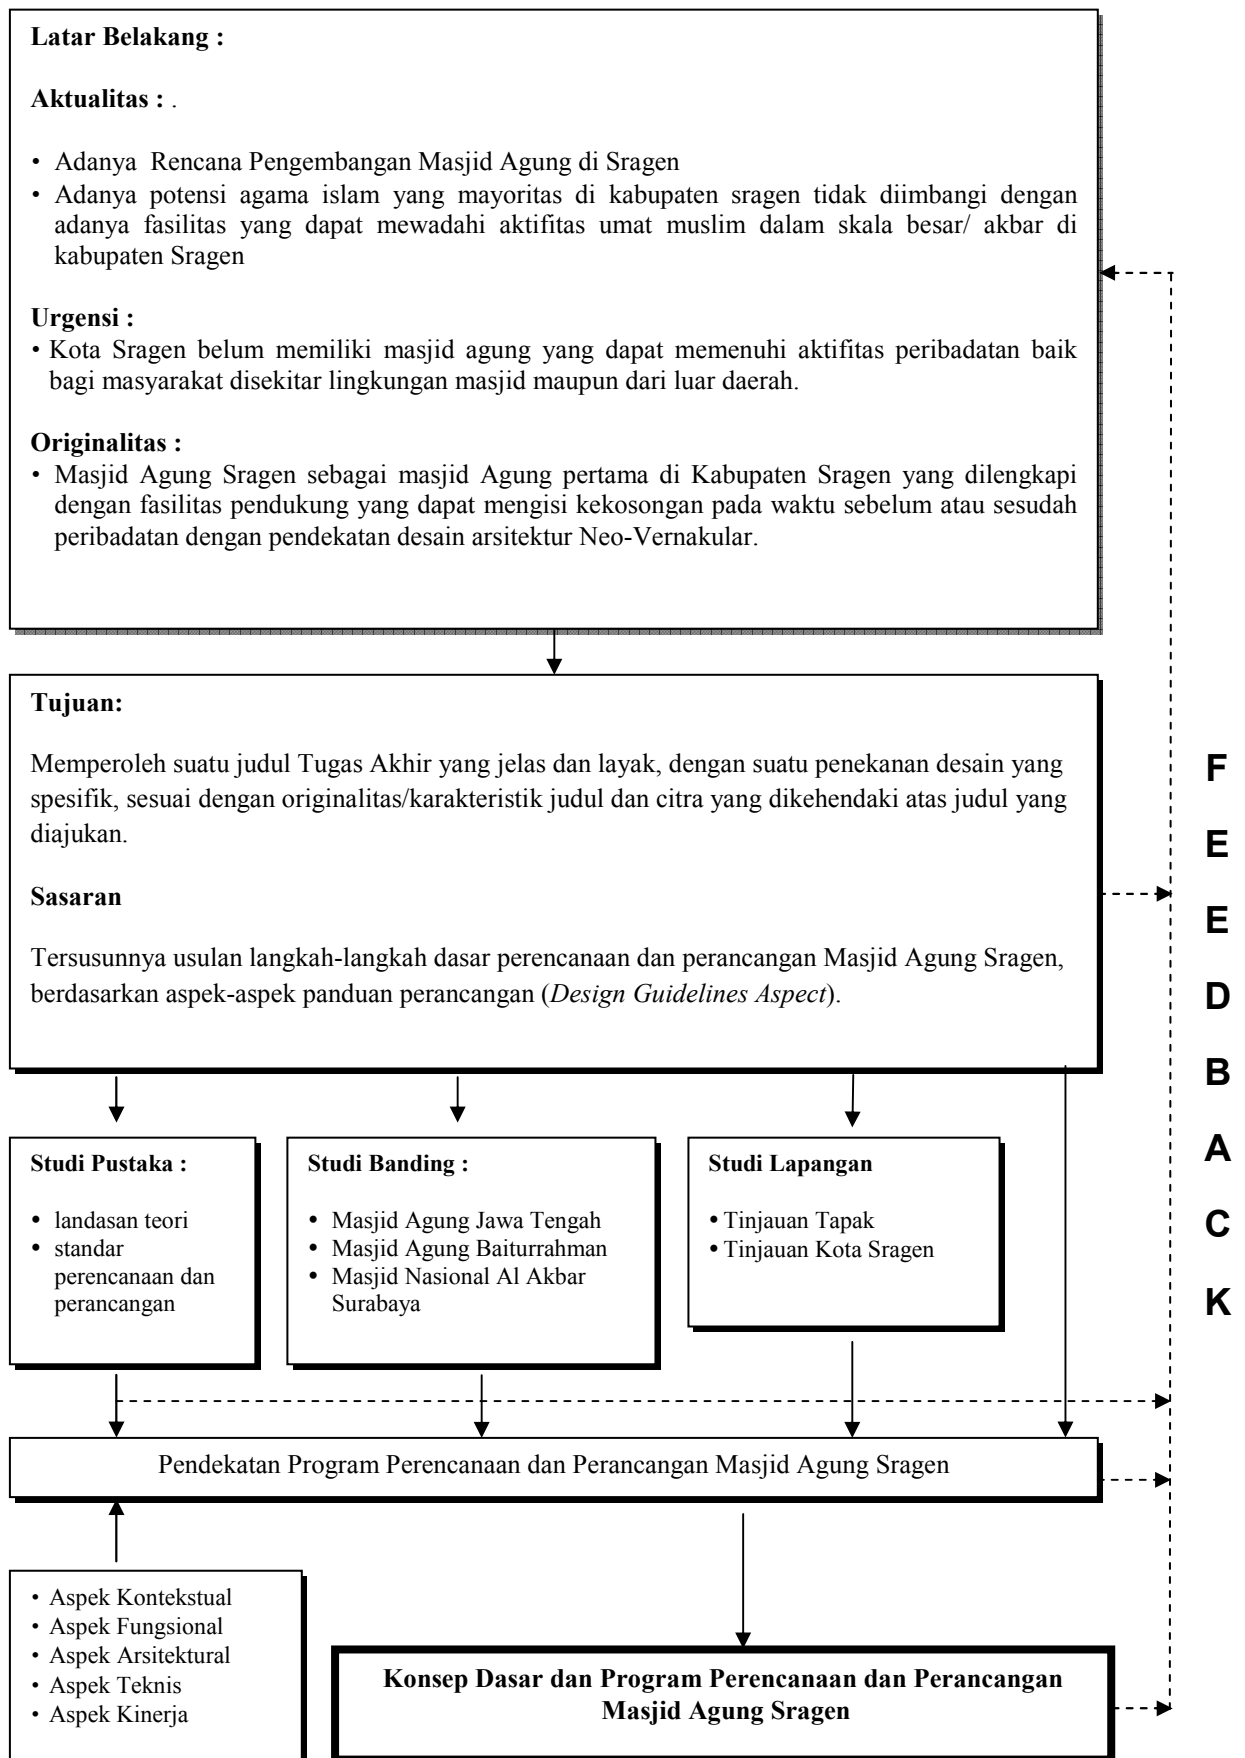 Latar Belakang :
Aktualitas : .
• Adanya Rencana Pengembangan Masjid Agung di Sragen
• Adanya potensi agama islam yang mayoritas di kabupaten sragen tidak diimbangi dengan
adanya fasilitas yang dapat mewadahi aktifitas umat muslim dalam skala besar/ akbar di
kabupaten Sragen
Urgensi :
• Kota Sragen belum memiliki masjid agung yang dapat memenuhi aktifitas peribadatan baik
bagi masyarakat disekitar lingkungan masjid maupun dari luar daerah.
Originalitas :
• Masjid Agung Sragen sebagai masjid Agung pertama di Kabupaten Sragen yang dilengkapi
dengan fasilitas pendukung yang dapat mengisi kekosongan pada waktu sebelum atau sesudah
peribadatan dengan pendekatan desain arsitektur Neo-Vernakular.
Tujuan:
Memperoleh suatu judul Tugas Akhir yang jelas dan layak, dengan suatu penekanan desain yang
spesifik, sesuai dengan originalitas/karakteristik judul dan citra yang dikehendaki atas judul yang
diajukan.
Sasaran
Tersusunnya usulan langkah-langkah dasar perencanaan dan perancangan Masjid Agung Sragen,
berdasarkan aspek-aspek panduan perancangan (Design Guidelines Aspect).
Studi Pustaka :
• landasan teori
• standar
perencanaan dan
perancangan
Studi Banding :
• Masjid Agung Jawa Tengah
• Masjid Agung Baiturrahman
• Masjid Nasional Al Akbar
Surabaya
Studi Lapangan
• Tinjauan Tapak
• Tinjauan Kota Sragen
Pendekatan Program Perencanaan dan Perancangan Masjid Agung Sragen
• Aspek Kontekstual
• Aspek Fungsional
• Aspek Arsitektural
• Aspek Teknis
• Aspek Kinerja
Konsep Dasar dan Program Perencanaan dan Perancangan
Masjid Agung Sragen
F
E
E
D
B
A
C
K